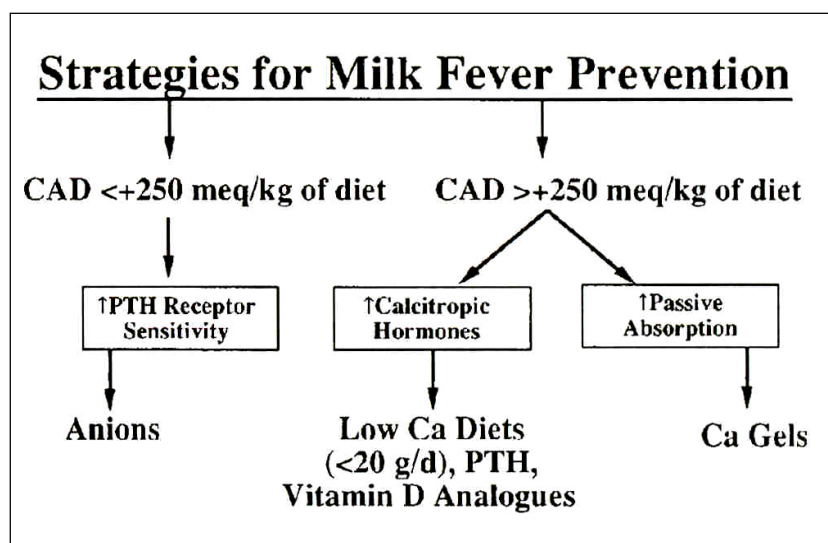 Strategies for Milk Fever Prevention
CAD <+250 meq/kg of diet
CAD >+250 meq/kg of diet
↑PTH Receptor
Sensitivity
↑Calcitropic
Hormones
↑Passive
Absorption
Anions
Low Ca Diets
(<20 g/d), PTH,
Vitamin D Analogues
Ca Gels